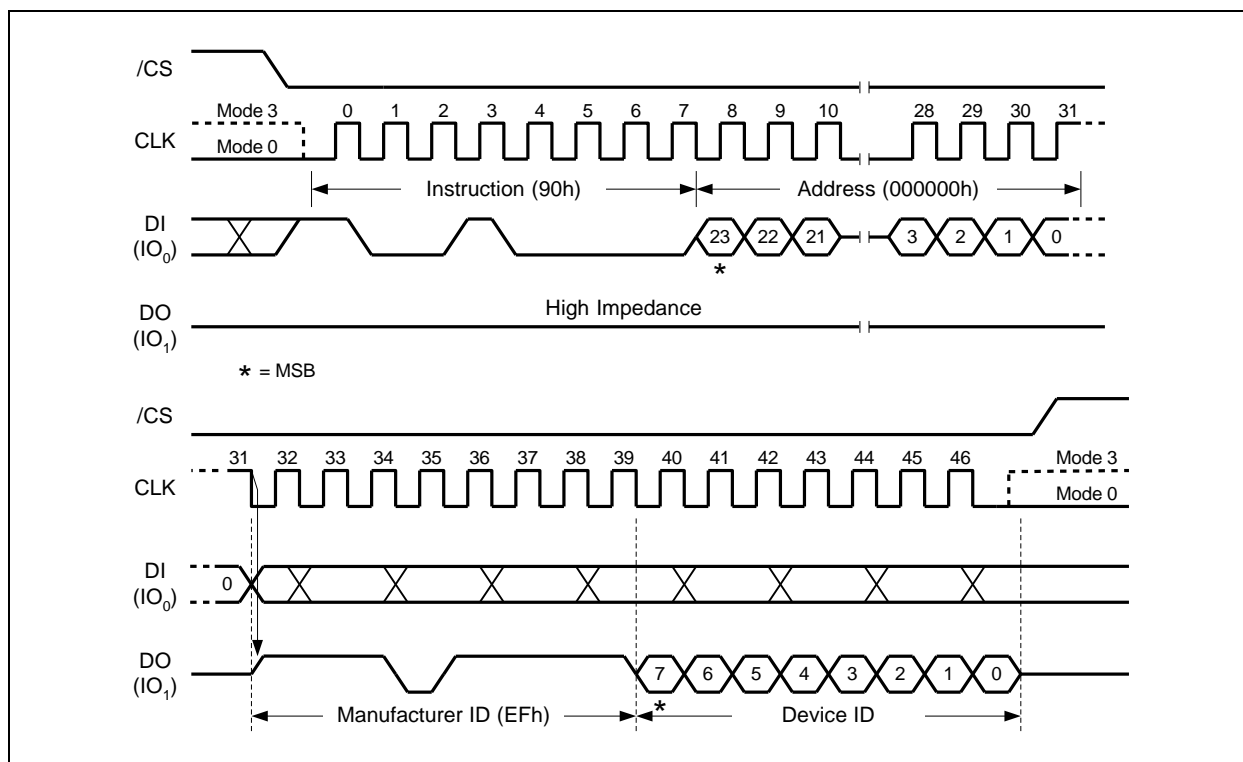 /CS
Mode 3 0 1 2 3 4 5 6 7 8 9 10 28 29 30 31
CLK
Mode 0
Instruction (90h) Address (000000h)
DI
(IO0) 23 22 21 3 2 1 0
*
High Impedance
DO
(IO1)
* = MSB
/CS
31 32 33 34 35 36 37 38 39 40 41 42 43 44 45 46 Mode 3
CLK
Mode 0
DI 0
(IO0)
DO 7 6 5 4 3 2 1 0
(IO1)
*
Manufacturer ID (EFh) Device ID